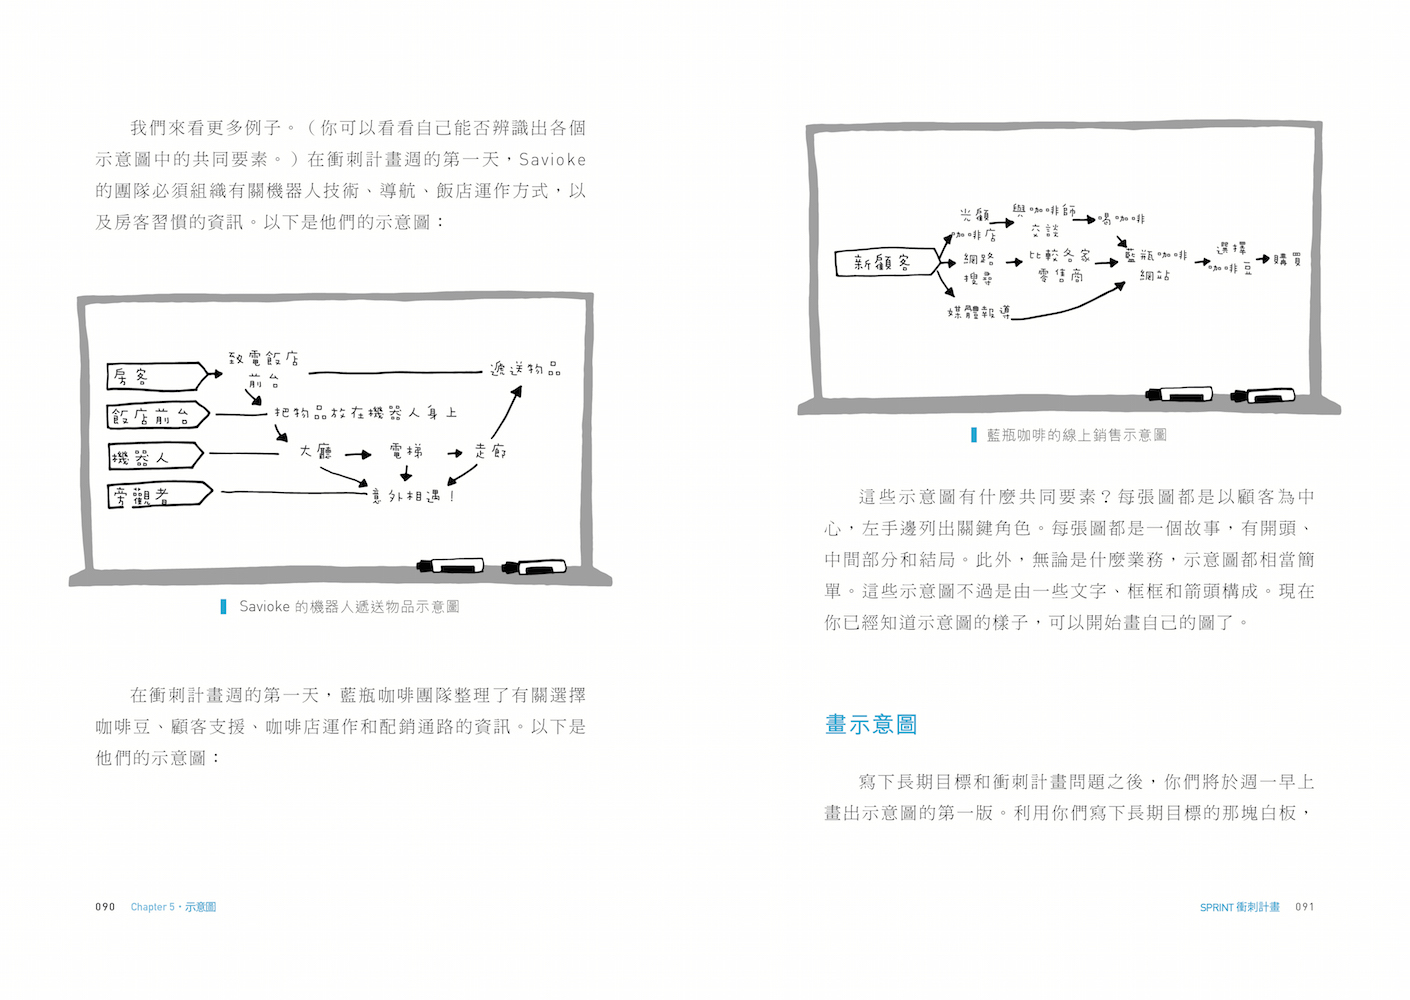 我們來看更多例子。（你可以看看自己能否辨識出各個
示意圖中的共同要素。）在衝刺計畫週的第一天，Savioke
的團隊必須組織有關機器人技術、導航、飯店運作方式，以
及房客習慣的資訊。以下是他們的示意圖：
房客
致電飯店
前台
遞送物品
飯店前台
把物品放在機器人身上
機器人
大廳
電梯
走廊
旁觀者
意外相遇！
Savioke 的機器人遞送物品示意圖
在衝刺計畫週的第一天，藍瓶咖啡團隊整理了有關選擇
咖啡豆、顧客支援、咖啡店運作和配銷通路的資訊。以下是
他們的示意圖：
090 Chapter 5・示意圖
新顧客
光顧
咖啡店
與咖啡師
交談
喝咖啡
網路
搜尋
比較各家
零售商
藍瓶咖啡
網站
選擇
咖啡豆
購買
媒體報導
藍瓶咖啡的線上銷售示意圖
這些示意圖有什麼共同要素？每張圖都是以顧客為中
心，左手邊列出關鍵角色。每張圖都是一個故事，有開頭、
中間部分和結局。此外，無論是什麼業務，示意圖都相當簡
單。這些示意圖不過是由一些文字、框框和箭頭構成。現在
你已經知道示意圖的樣子，可以開始畫自己的圖了。
畫示意圖
寫下長期目標和衝刺計畫問題之後，你們將於週一早上
畫出示意圖的第一版。利用你們寫下長期目標的那塊白板，
SPRINT 衝刺計畫 091